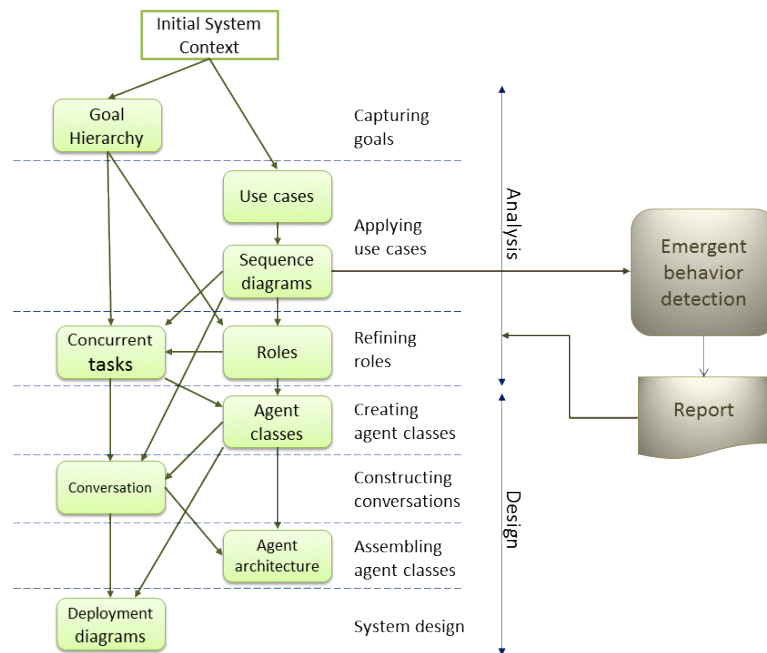 Initial System
Context
Goal
Hierarchy
Capturing
goals
Use cases
Applying
use cases
Sequence
diagrams
Analysis
Emergent
behavior
detection
Concurrent
tasks
Roles
Refining
roles
Report
Agent
classes
Creating
agent classes
Conversation
Constructing
conversations
Design
Agent
architecture
Assembling
agent classes
Deployment
diagrams
System design